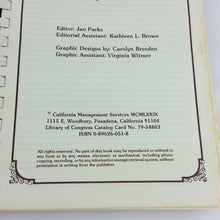 Editor: Jan Parks
Editorial Assistant: Kathleen L. Brown
Graphic Designs by: Carolyn Breeden
Graphic Assistant: Virginia Witmer
© California Management Services MCMLXXIX
1115 E. Woodbury, Pasadena, California 91104
Library of Congress Catalog Card No. 79-54803
ISBN 0-89626-051-8
All rights reserved. No part of this book may be reproduced or utilized in
any form or by any means, electronic or mechanical, including photo-
copying, recording, or by any information storage retrieval system, without
permission in writing from the publisher.